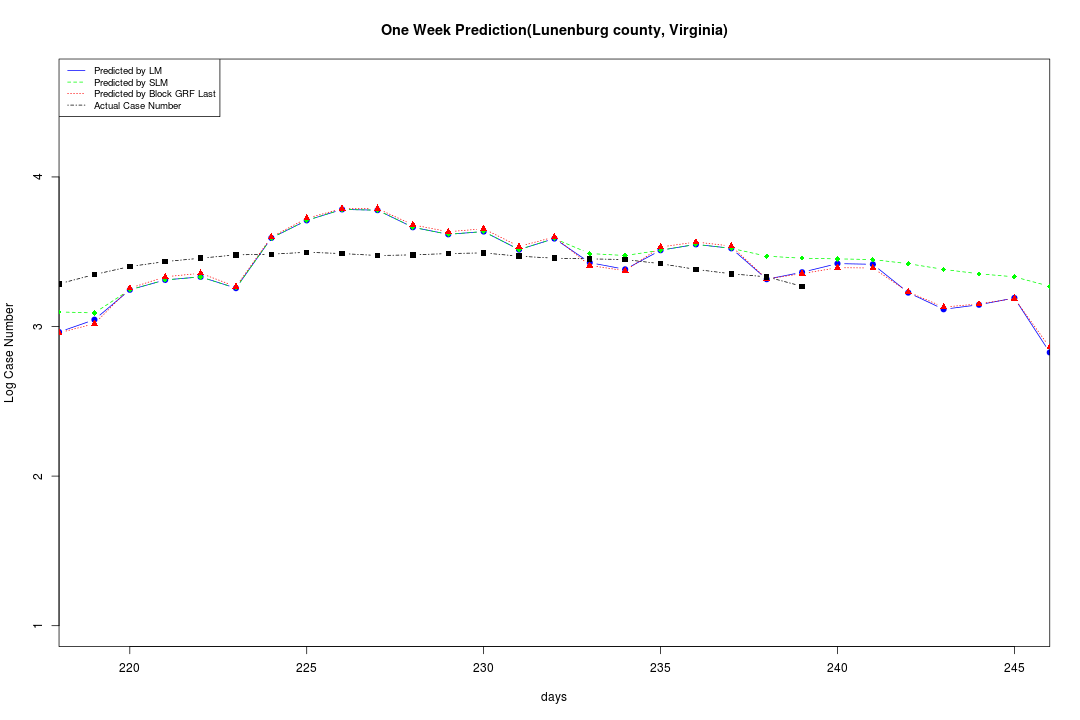 One Week Prediction(Lunenburg county, Virginia)
Predicted by LM
Predicted by SLM
Predicted by Block GRF Last
Actual Case Number
4
3
2
1
Log Case Number
220 225 230 235 240 245
days